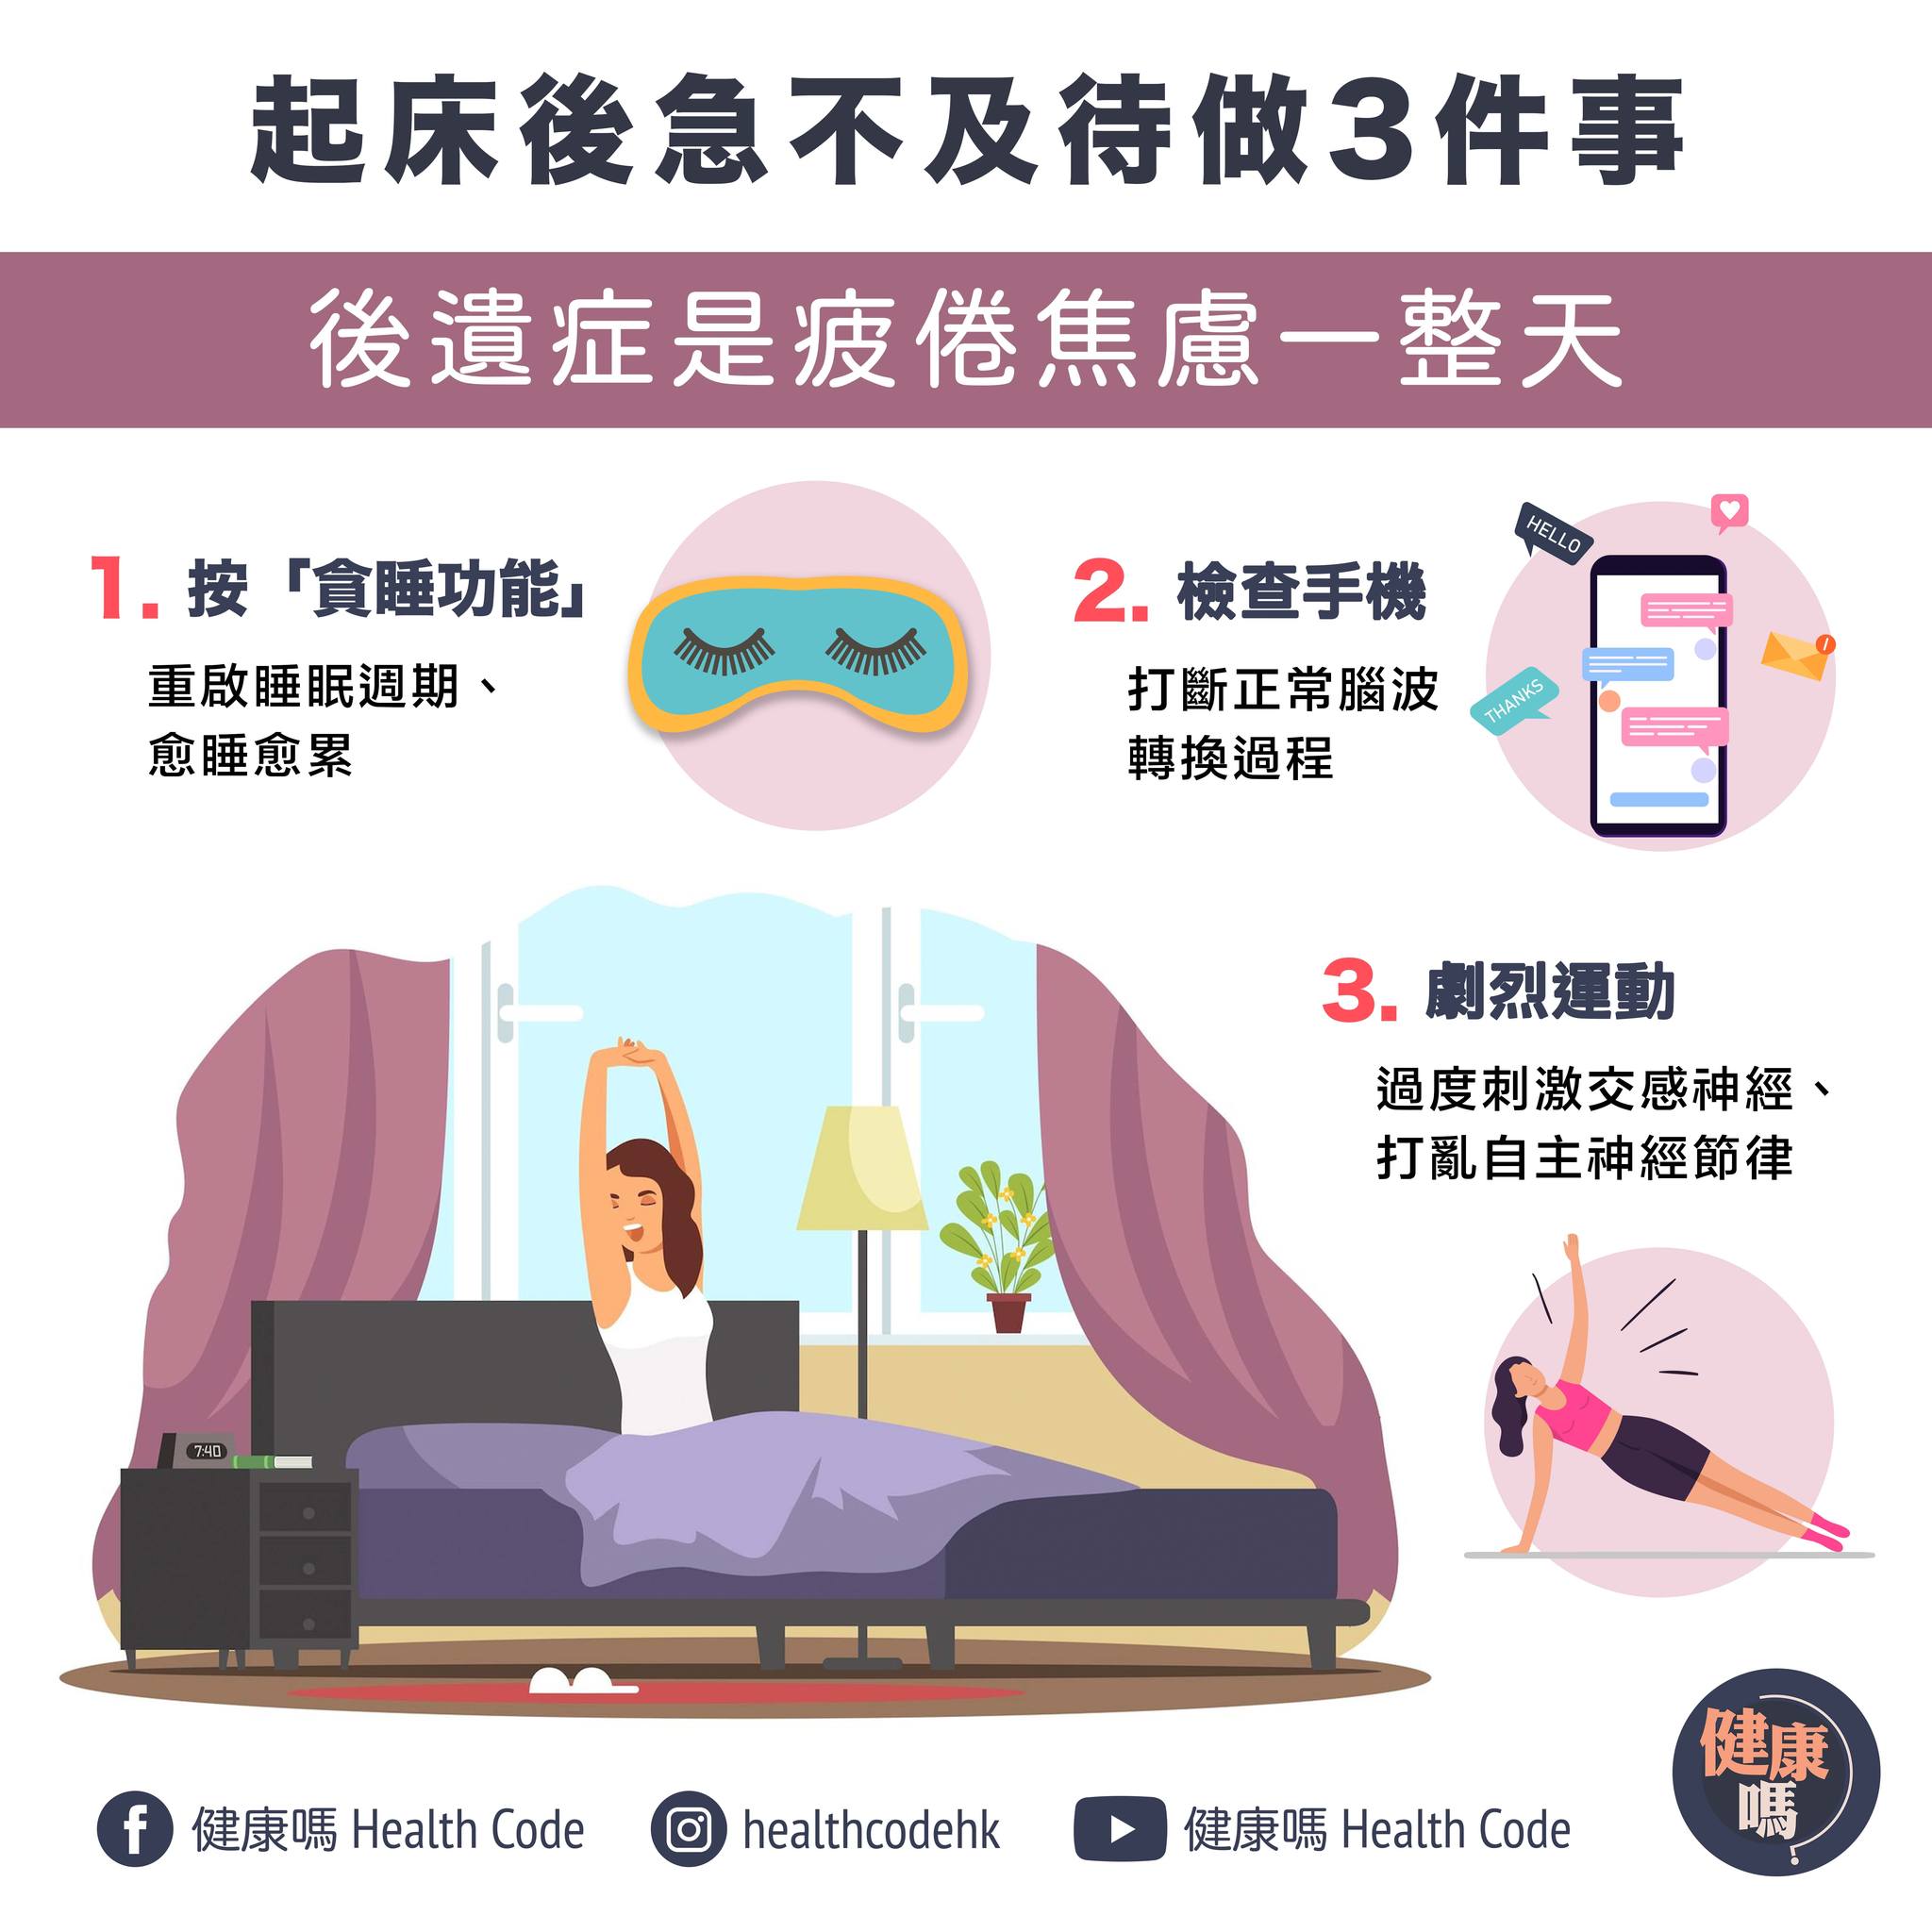 起床後急不及待做3件事
後遺症是疲倦焦慮一整天
1. 按「貪睡功能」
重啟睡眠週期、
愈睡愈累
2. 檢查手機
打斷正常腦波
轉換過程
HELLO
THANKS
3. 劇烈運動
過度刺激交感神經、
打亂自主神經節律
7:40
健康嗎 Health Code
healthcodehk
健康嗎 Health Code
健康
嗎